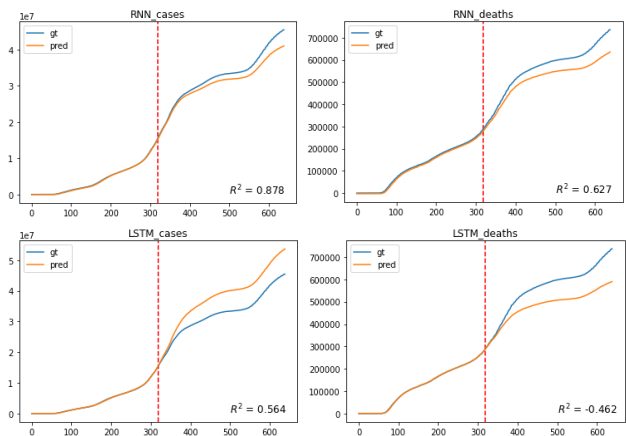 RNN_cases
1e7
gt
pred
4
3
2
1
0
R² = 0.878
0 100 200 300 400 500 600
RNN_deaths
gt
pred
700000
600000
500000
400000
300000
200000
100000
0
R² = 0.627
0 100 200 300 400 500 600
LSTM_cases
1e7
gt
pred
5
4
3
2
1
0
R² = 0.564
0 100 200 300 400 500 600
LSTM_deaths
gt
pred
700000
600000
500000
400000
300000
200000
100000
0
R² = -0.462
0 100 200 300 400 500 600